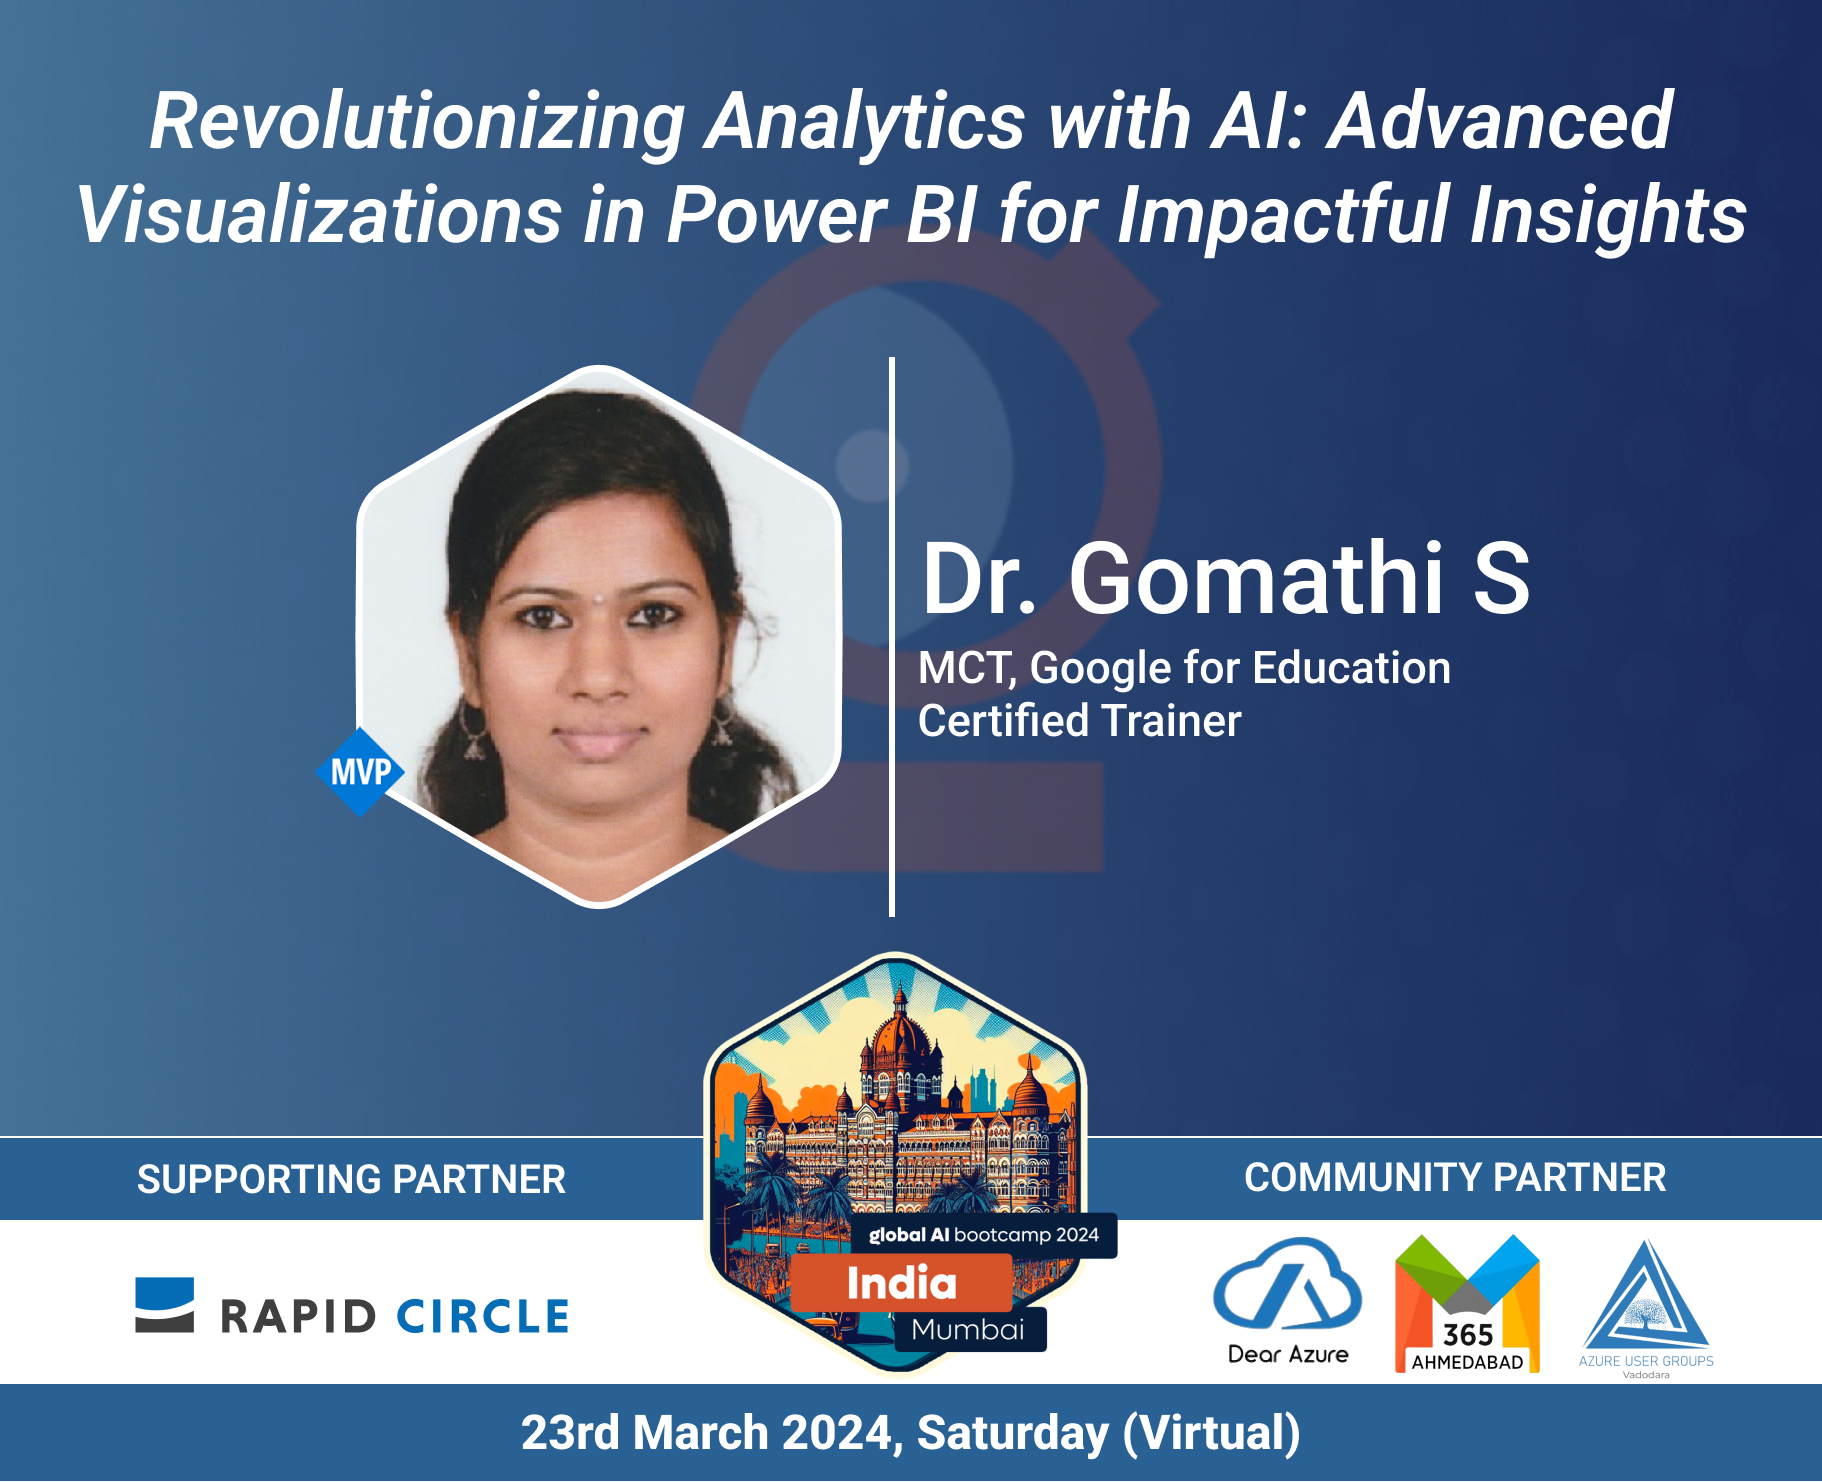 Revolutionizing Analytics with AI: Advanced
Visualizations in Power BI for Impactful Insights
MVP
Dr. Gomathi S
MCT, Google for Education
Certified Trainer
SUPPORTING PARTNER
RAPID CIRCLE
global AI bootcamp 2024
India
Mumbai
COMMUNITY PARTNER
Dear Azure
365
AHMEDABAD
AZURE USER GROUPS
Vadodara
23rd March 2024, Saturday (Virtual)